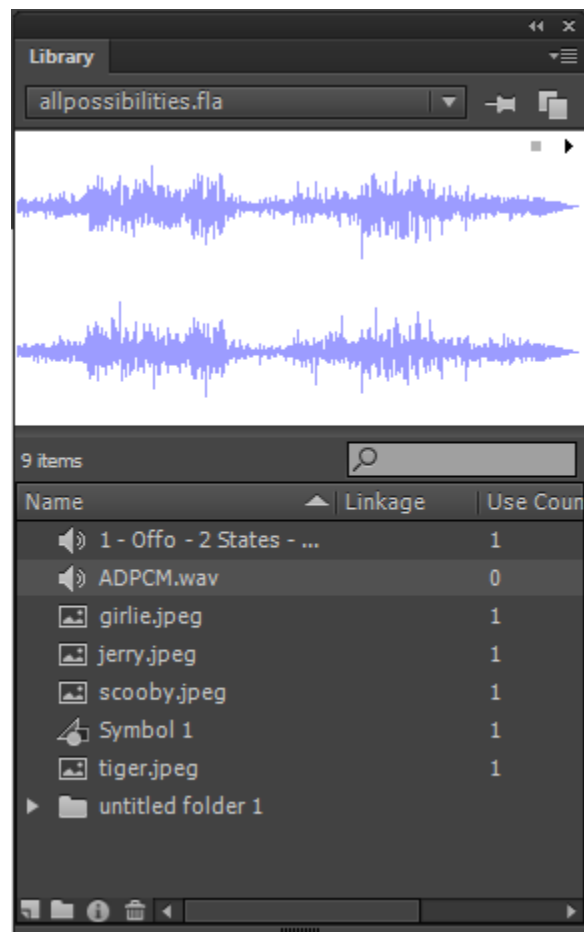 Library
allpossibilities.fla
9 items
Name Linkage Use Coun
1 - Offo - 2 States - ... 1
ADPCM.wav 0
girlie.jpeg 1
jerry.jpeg 1
scooby.jpeg 1
Symbol 1 1
tiger.jpeg 1
untitled folder 1